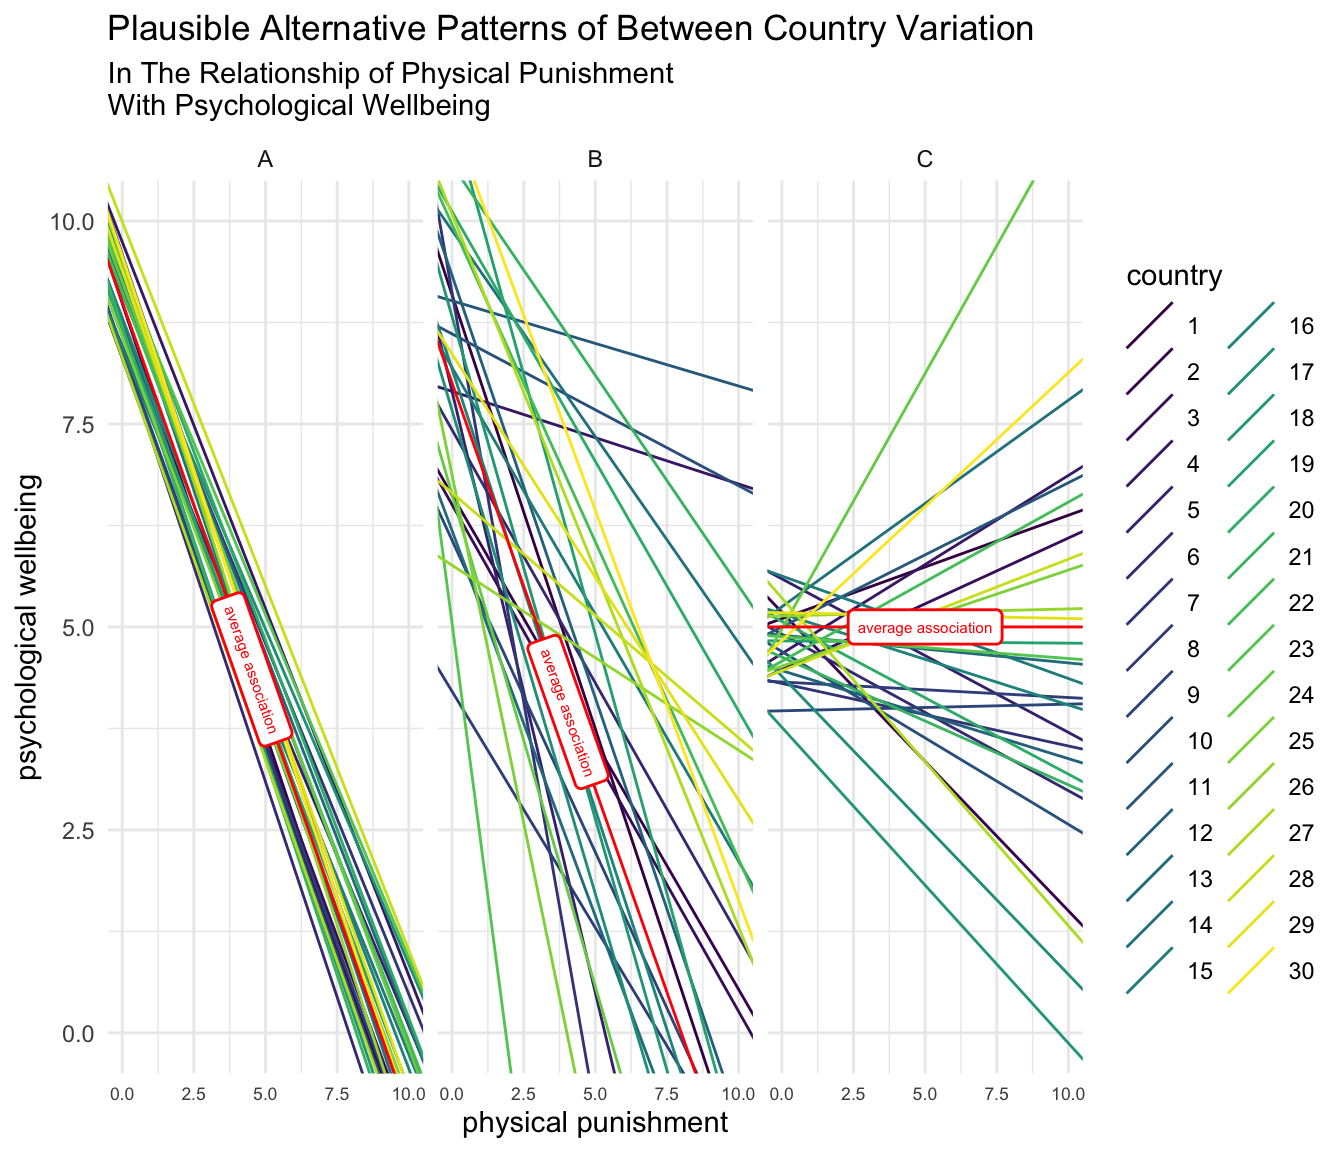 Plausible Alternative Patterns of Between Country Variation
In The Relationship of Physical Punishment
With Psychological Wellbeing
A
B
C
psychological wellbeing
10.0
7.5
5.0
2.5
0.0
average association
average association
average association
0.0 2.5 5.0 7.5 10.0
0.0 2.5 5.0 7.5 10.0
0.0 2.5 5.0 7.5 10.0
physical punishment
country
1
2
3
4
5
6
7
8
9
10
11
12
13
14
15
16
17
18
19
20
21
22
23
24
25
26
27
28
29
30